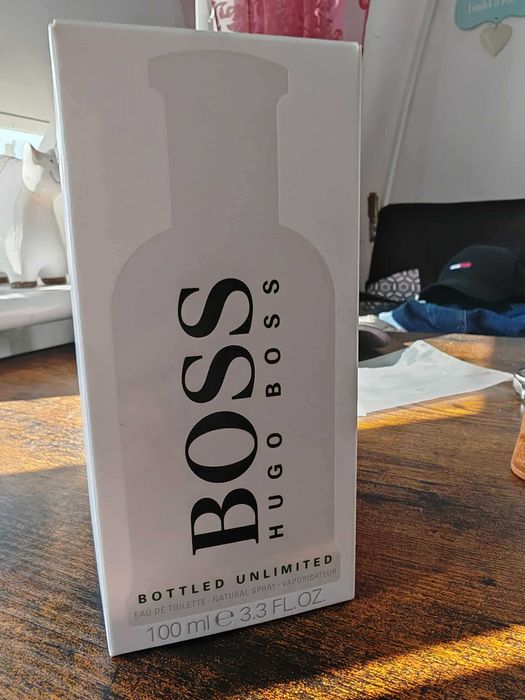 BOSS
HUGO BOSS
BOTTLED UNLIMITED
EAU DE TOILETTE · NATURAL SPRAY · VAPORISATEUR
100 ml ℮ 3.3 FL.OZ.